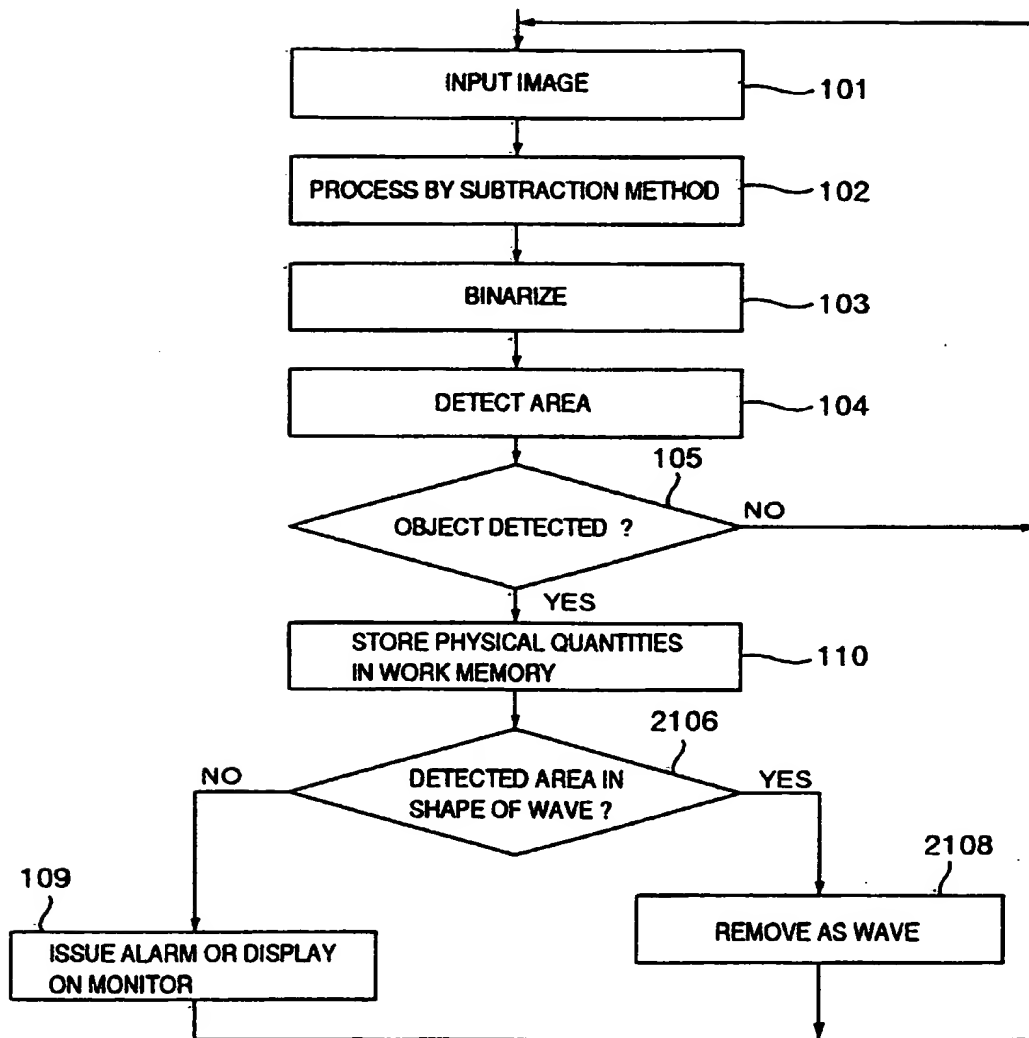 INPUT IMAGE
101
PROCESS BY SUBTRACTION METHOD
102
BINARIZE
103
DETECT AREA
104
105
OBJECT DETECTED ?
NO
YES
STORE PHYSICAL QUANTITIES
IN WORK MEMORY
110
2106
NO
DETECTED AREA IN
SHAPE OF WAVE ?
YES
109
2108
ISSUE ALARM OR DISPLAY
ON MONITOR
REMOVE AS WAVE